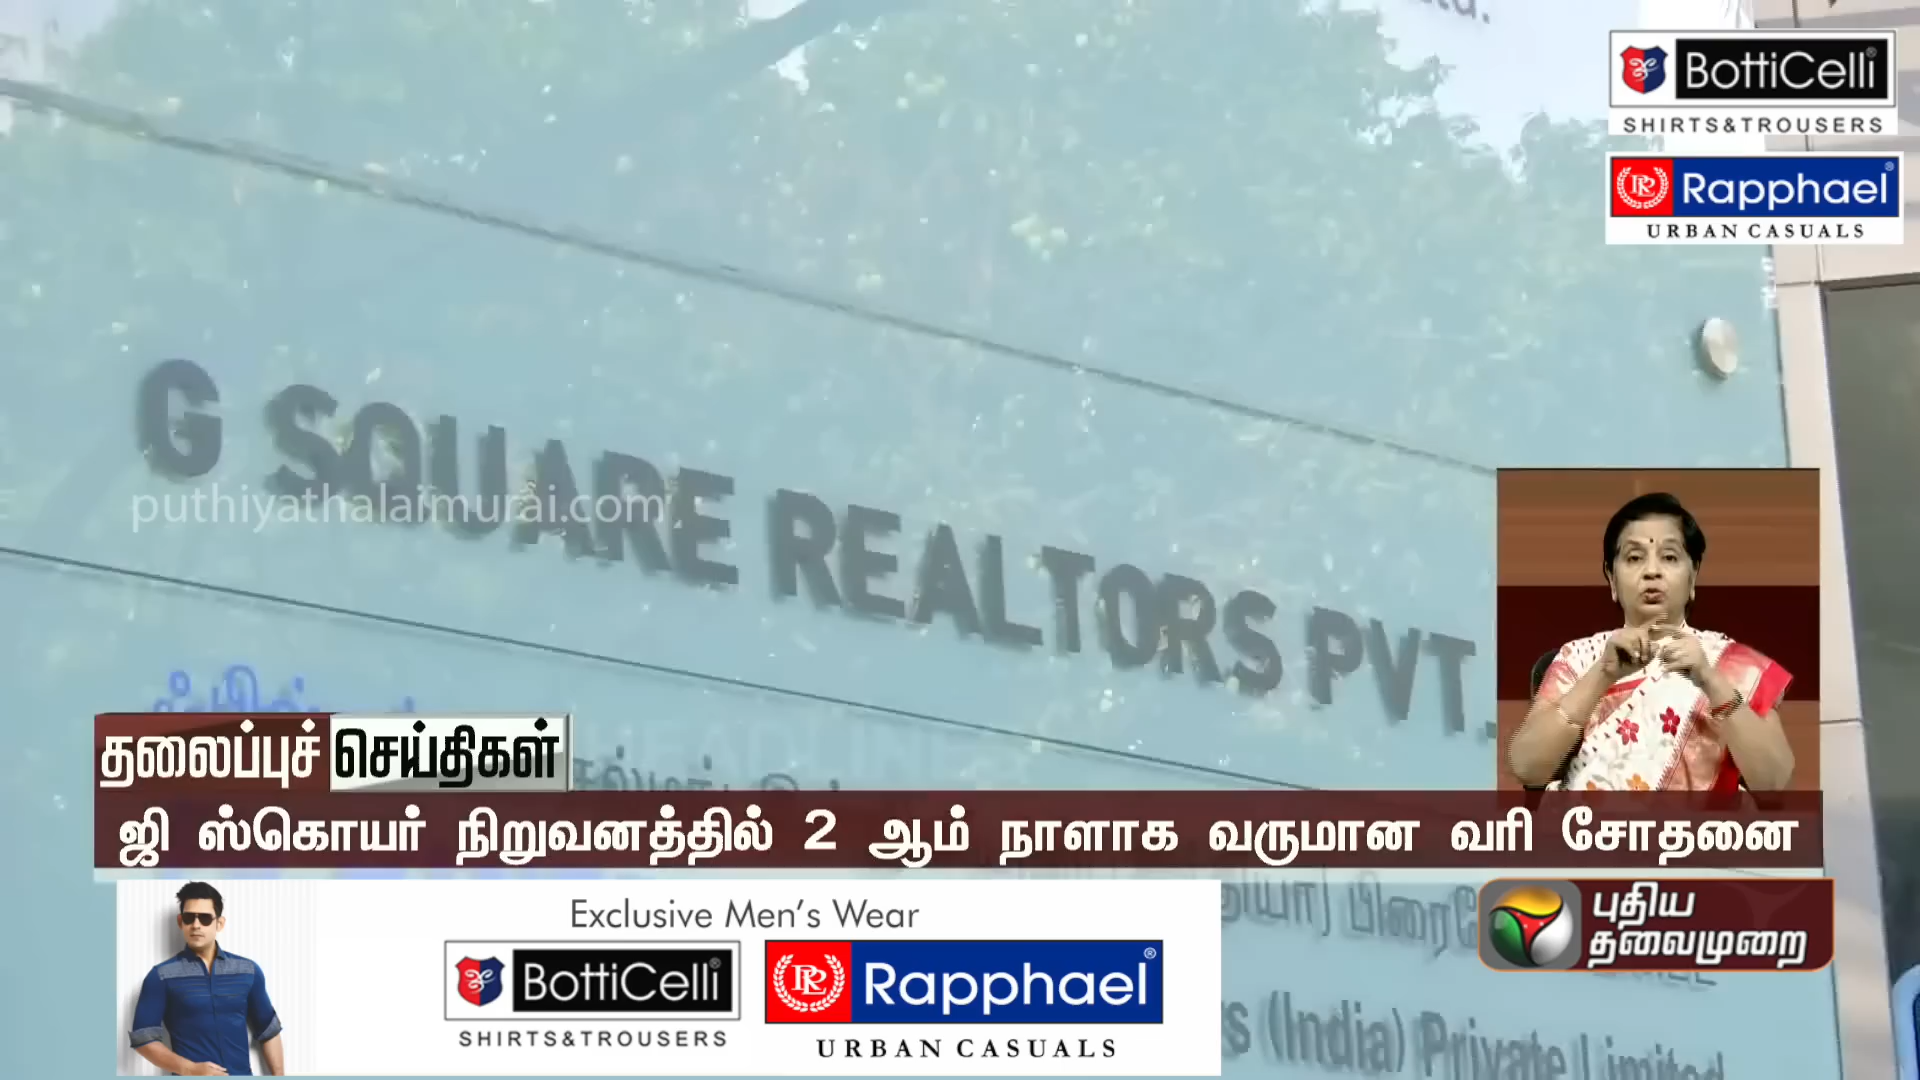 BottiCelli
SHIRTS&TROUSERS
Rapphael
URBAN CASUALS
G SQUARE REALTORS PVT.
puthiyathalaimurai.com
தலைப்புச் செய்திகள்
ஜி ஸ்கொயர் நிறுவனத்தில் 2 ஆம் நாளாக வருமான வரி சோதனை
Exclusive Men's Wear
BottiCelli
SHIRTS&TROUSERS
Rapphael
URBAN CASUALS
புதிய
தலைமுறை
(India) Private Limited